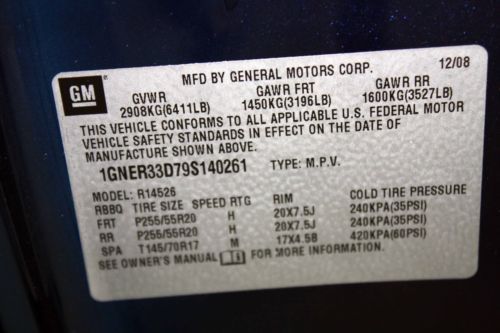 MFD BY GENERAL MOTORS CORP. 12/08
GM
GVWR GAWR FRT GAWR RR
2908KG(6411LB) 1450KG(3196LB) 1600KG(3527LB)
THIS VEHICLE CONFORMS TO ALL APPLICABLE U.S. FEDERAL MOTOR
VEHICLE SAFETY STANDARDS IN EFFECT ON THE DATE OF
MANUFACTURE SHOWN ABOVE.
1GNER33D79S140261 TYPE: M.P.V.
MODEL: R14526
RBBQ TIRE SIZE SPEED RTG RIM COLD TIRE PRESSURE
FRT P255/55R20 H 20X7.5J 240KPA(35PSI)
RR P255/55R20 H 20X7.5J 240KPA(35PSI)
SPA T145/70R17 M 17X4.5B 420KPA(60PSI)
SEE OWNER'S MANUAL i FOR MORE INFORMATION.